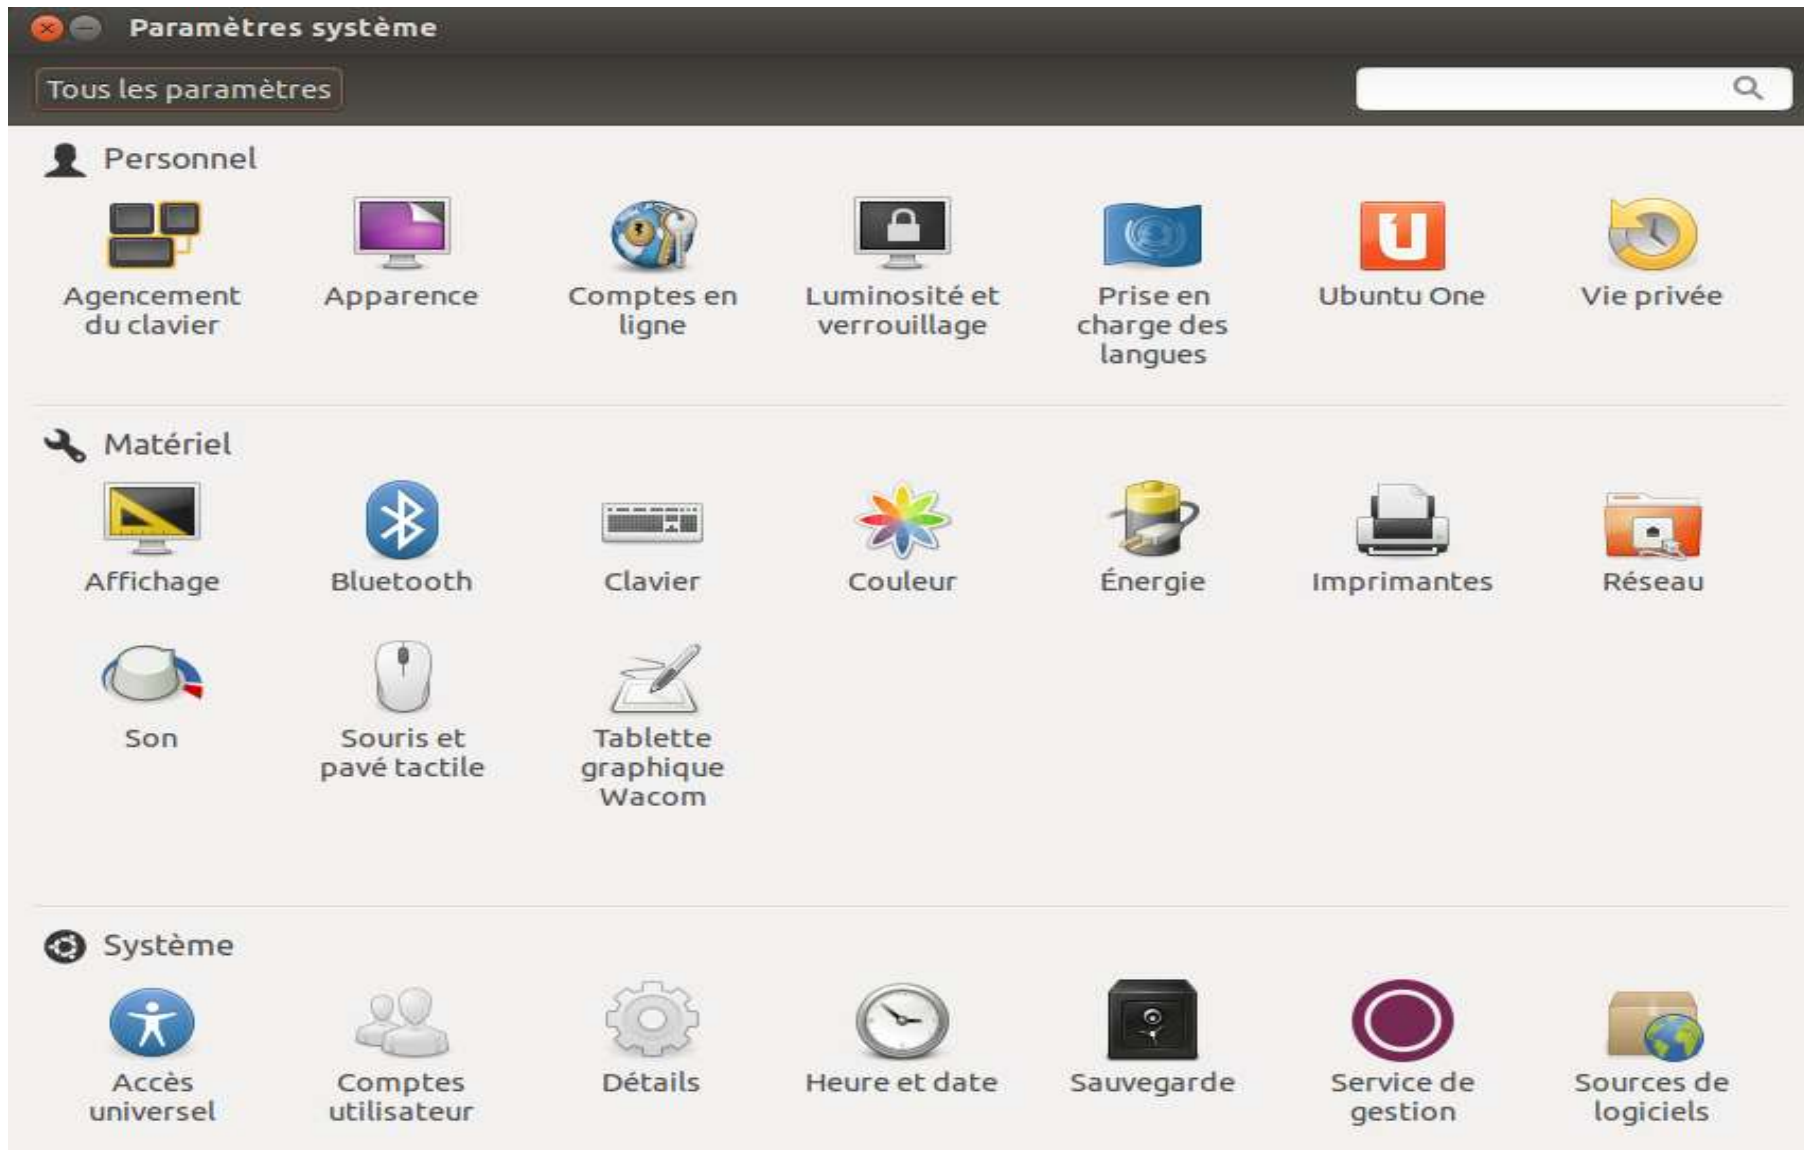 Paramètres système
Tous les paramètres
Personnel
Agencement
du clavier
Apparence
Comptes en
ligne
Luminosité et
verrouillage
Prise en
charge des
langues
Ubuntu One
Vie privée
Matériel
Affichage
Bluetooth
Clavier
Couleur
Énergie
Imprimantes
Réseau
Son
Souris et
pavé tactile
Tablette
graphique
Wacom
Système
Accès
universel
Comptes
utilisateur
Détails
Heure et date
Sauvegarde
Service de
gestion
Sources de
logiciels